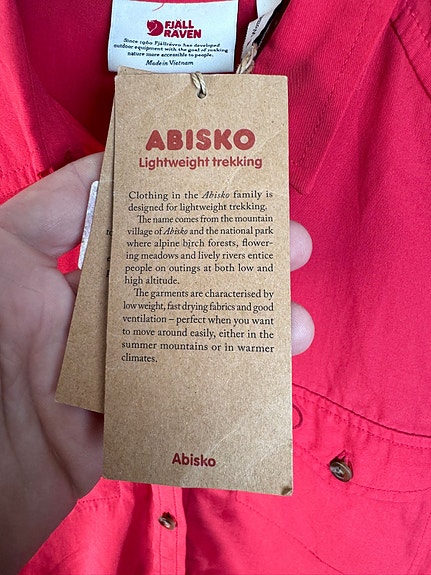 FJÄLL
RÄVEN
Since 1960 Fjällräven has developed
outdoor equipment with the goal of making
nature more accessible to people.
Made in Vietnam
ABISKO
Lightweight trekking
Clothing in the Abisko family is
designed for lightweight trekking.
The name comes from the mountain
village of Abisko and the national park
where alpine birch forests, flower-
ing meadows and lively rivers entice
people on outings at both low and
high altitude.
The garments are characterised by
low weight, fast drying fabrics and good
ventilation – perfect when you want
to move around easily, either in the
summer mountains or in warmer
climates.
Abisko